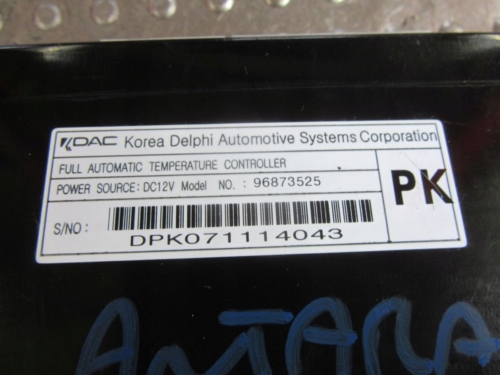 KDAC Korea Delphi Automotive Systems Corporation
FULL AUTOMATIC TEMPERATURE CONTROLLER
POWER SOURCE: DC12V Model NO. : 96873525
PK
S/NO :
DPK071114043
ANTARA